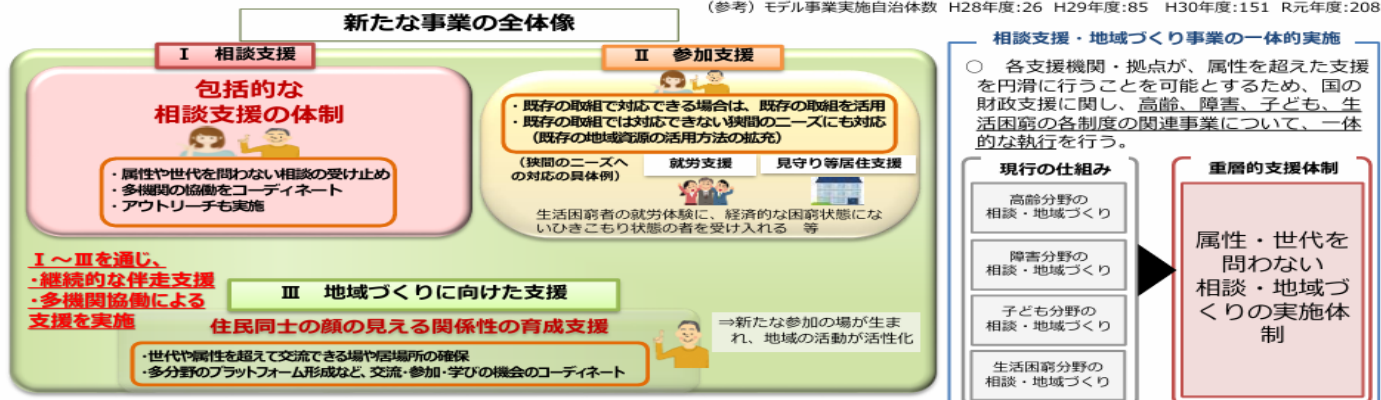 (参考)モデル事業実施自治体数 H28年度:26 H29年度:85 H30年度:151 R元年度:208
新たな事業の全体像
Ⅰ 相談支援
包括的な
相談支援の体制
・属性や世代を問わない相談の受け止め
・多機関の協働をコーディネート
・アウトリーチも実施
Ⅱ 参加支援
・既存の取組で対応できる場合は、既存の取組を活用
・既存の取組では対応できない狭間のニーズにも対応
(既存の地域資源の活用方法の拡充)
(狭間のニーズへ
の対応の具体例)
就労支援
見守り等居住支援
生活困窮者の就労体験に、経済的な困窮状態にな
いひきこもり状態の者を受け入れる 等
Ⅰ~Ⅲを通じ、
・継続的な伴走支援
・多機関協働による
支援を実施
Ⅲ 地域づくりに向けた支援
住民同士の顔の見える関係性の育成支援
・世代や属性を超えて交流できる場や居場所の確保
・多分野のプラットフォーム形成など、交流・参加・学びの機会のコーディネート
⇒新たな参加の場が生ま
れ、地域の活動が活性化
相談支援・地域づくり事業の一体的実施
○ 各支援機関・拠点が、属性を超えた支援
を円滑に行うことを可能とするため、国の
財政支援に関し、高齢、障害、子ども、生
活困窮の各制度の関連事業について、一体
的な執行を行う。
現行の仕組み
高齢分野の
相談・地域づくり
障害分野の
相談・地域づくり
子ども分野の
相談・地域づくり
生活困窮分野の
相談・地域づくり
重層的支援体制
属性・世代を
問わない
相談・地域づ
くりの実施体
制